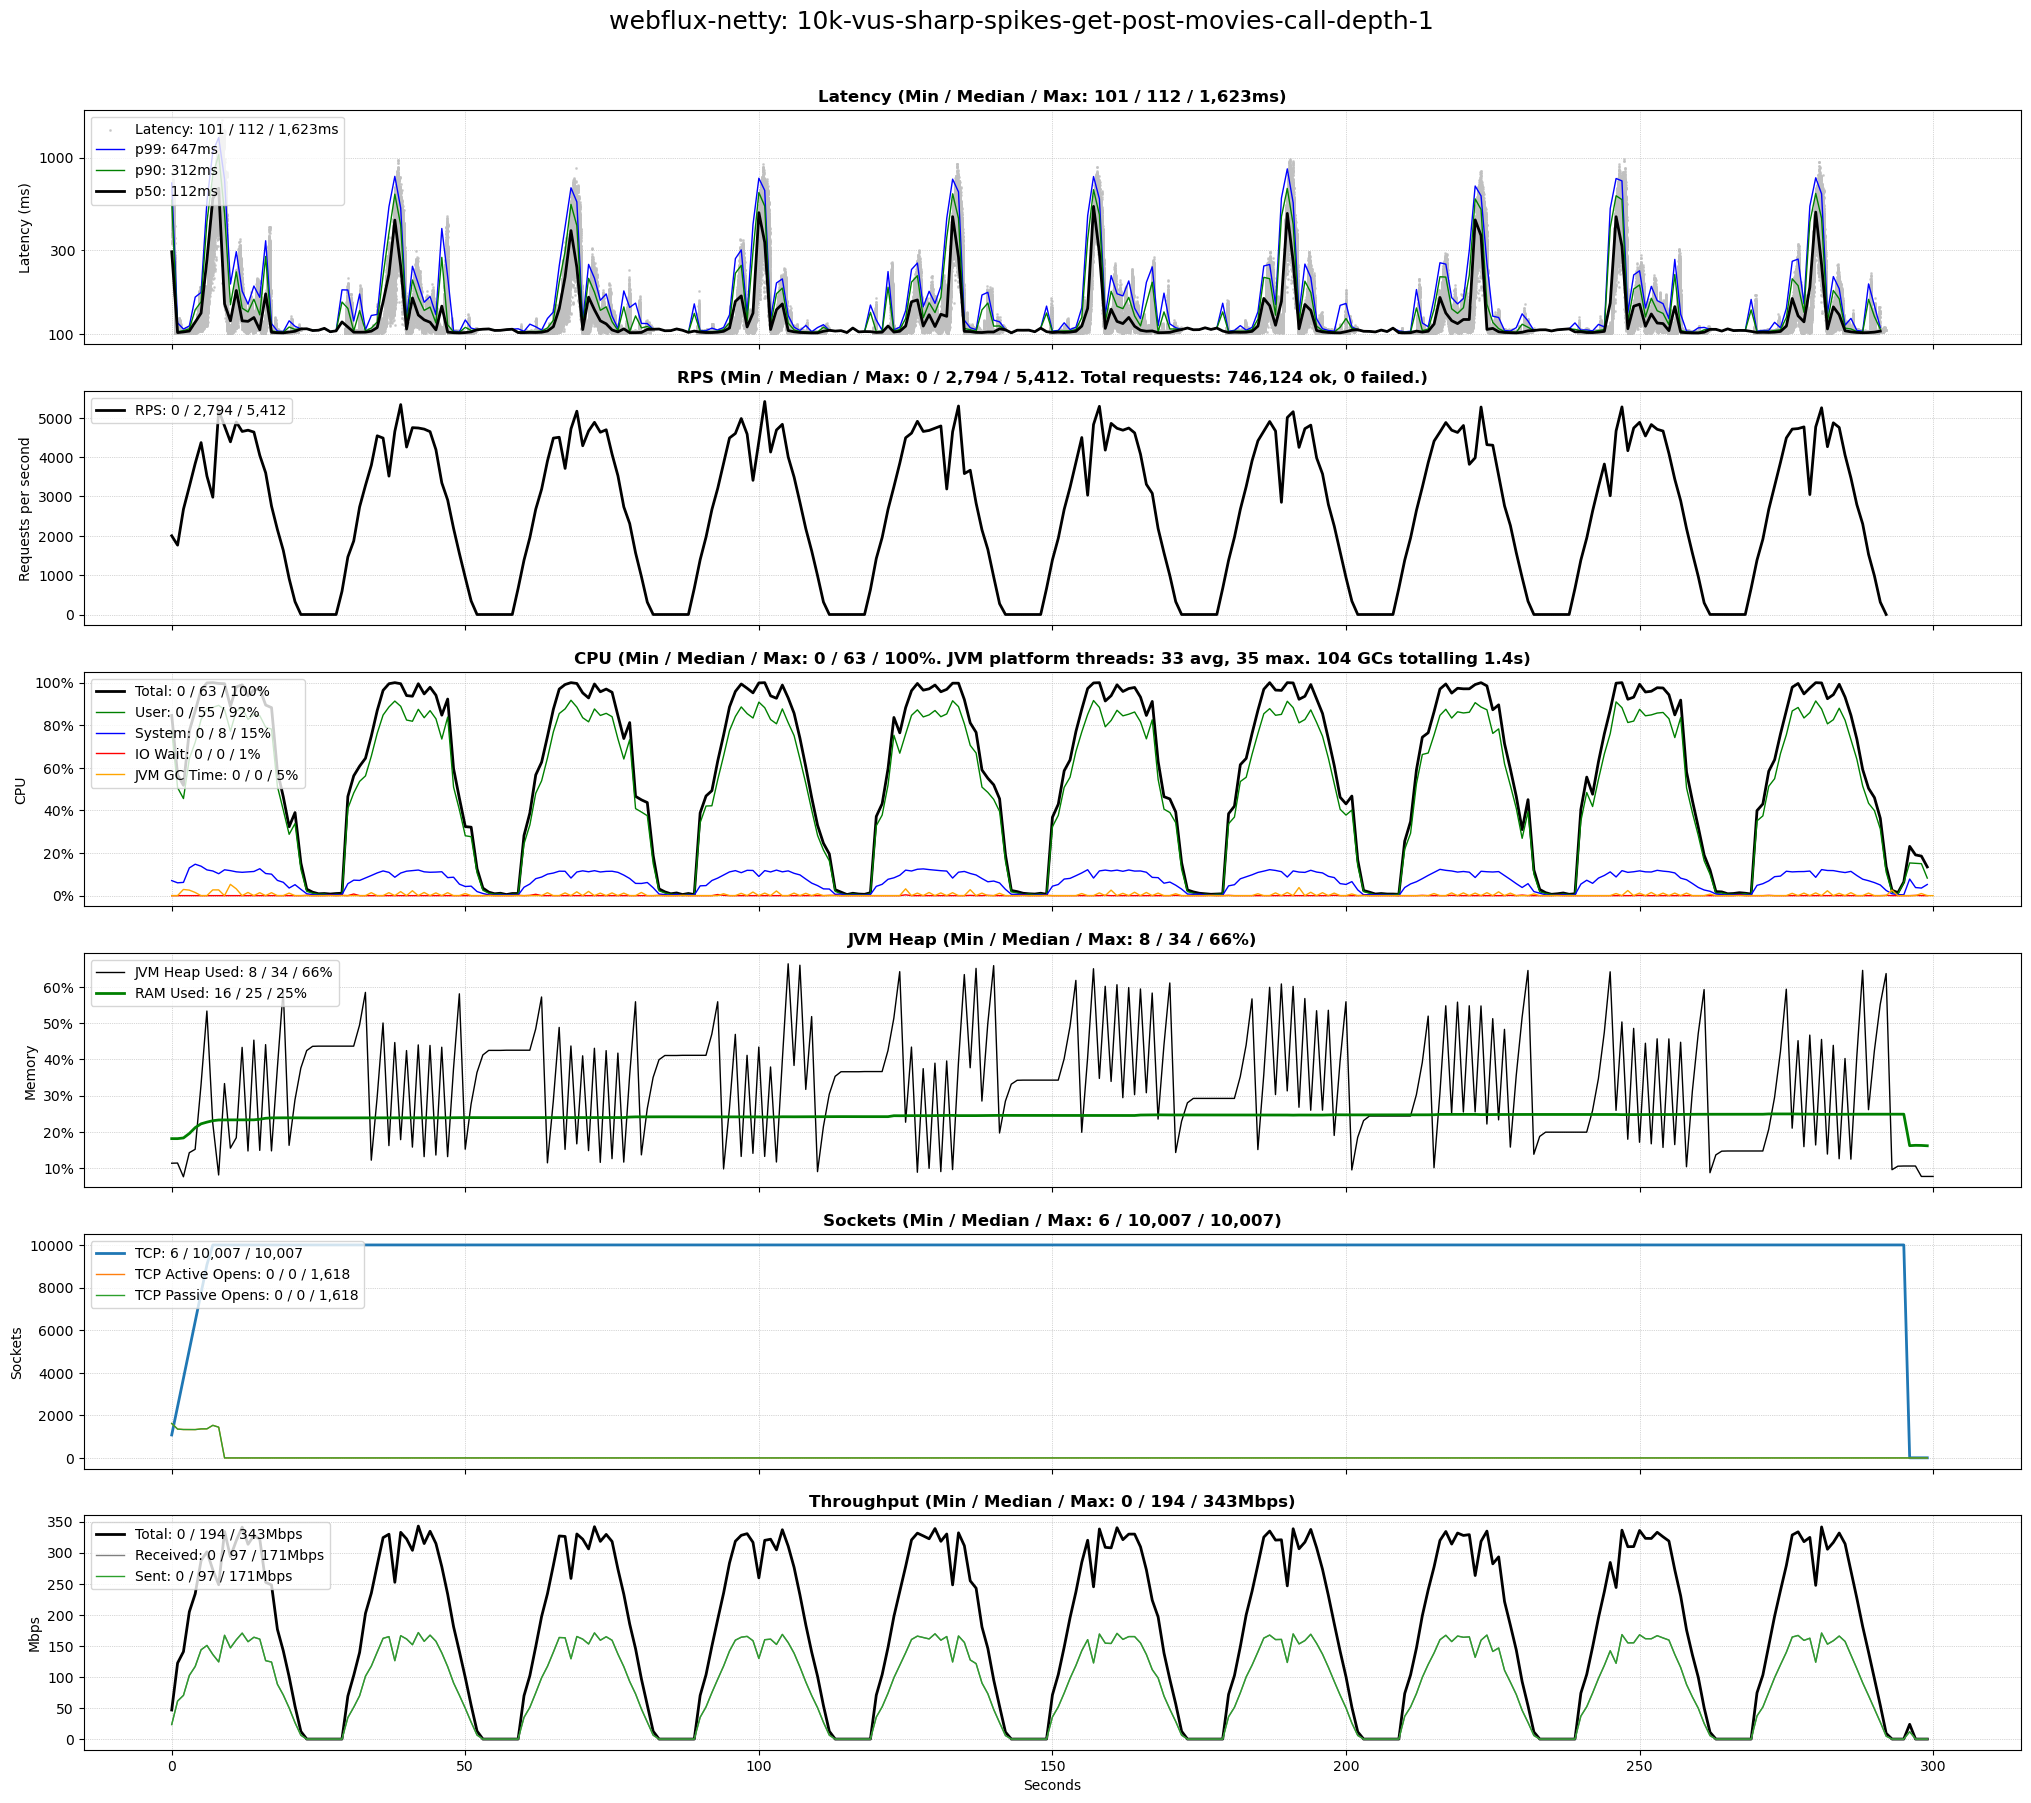 webflux-netty: 10k-vus-sharp-spikes-get-post-movies-call-depth-1
Latency (Min / Median / Max: 101 / 112 / 1,623ms)
Latency: 101 / 112 / 1,623ms
p99: 647ms
p90: 312ms
p50: 112ms
Latency (ms)
1000
300
100
RPS (Min / Median / Max: 0 / 2,794 / 5,412. Total requests: 746,124 ok, 0 failed.)
RPS: 0 / 2,794 / 5,412
Requests per second
5000
4000
3000
2000
1000
0
CPU (Min / Median / Max: 0 / 63 / 100%. JVM platform threads: 33 avg, 35 max. 104 GCs totalling 1.4s)
Total: 0 / 63 / 100%
User: 0 / 55 / 92%
System: 0 / 8 / 15%
IO Wait: 0 / 0 / 1%
JVM GC Time: 0 / 0 / 5%
CPU
100%
80%
60%
40%
20%
0%
JVM Heap (Min / Median / Max: 8 / 34 / 66%)
JVM Heap Used: 8 / 34 / 66%
RAM Used: 16 / 25 / 25%
Memory
60%
50%
40%
30%
20%
10%
Sockets (Min / Median / Max: 6 / 10,007 / 10,007)
TCP: 6 / 10,007 / 10,007
TCP Active Opens: 0 / 0 / 1,618
TCP Passive Opens: 0 / 0 / 1,618
Sockets
10000
8000
6000
4000
2000
0
Throughput (Min / Median / Max: 0 / 194 / 343Mbps)
Total: 0 / 194 / 343Mbps
Received: 0 / 97 / 171Mbps
Sent: 0 / 97 / 171Mbps
Mbps
350
300
250
200
150
100
50
0
0 50 100 150 200 250 300
Seconds